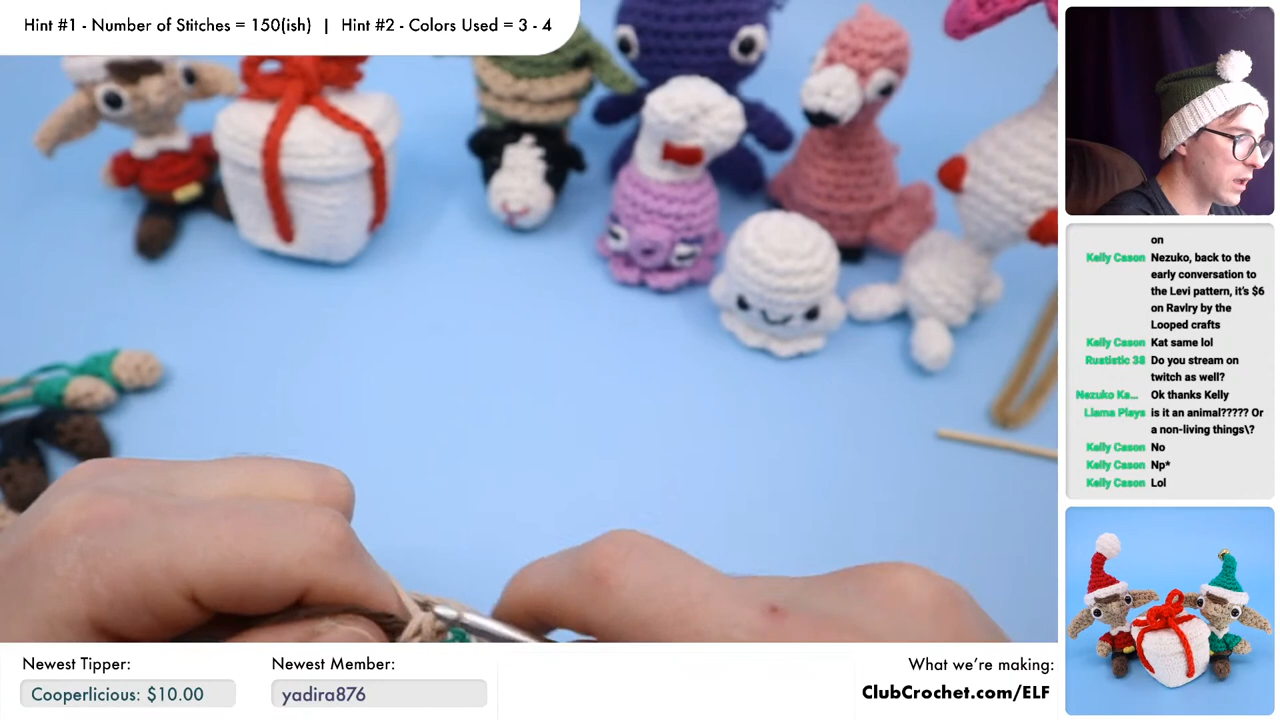 Hint #1 - Number of Stitches = 150(ish) | Hint #2 - Colors Used = 3 - 4
on
Kelly Cason Nezuko, back to the
early conversation to
the Levi pattern, it's $6
on Ravlry by the
Looped crafts
Kelly Cason Kat same lol
Rustistic 38 Do you stream on
twitch as well?
Nezuko Ka... Ok thanks Kelly
Llama Plays is it an animal????? Or
a non-living things\?
Kelly Cason No
Kelly Cason Np*
Kelly Cason Lol
Newest Tipper:
Cooperlicious: $10.00
Newest Member:
yadira876
What we're making:
ClubCrochet.com/ELF